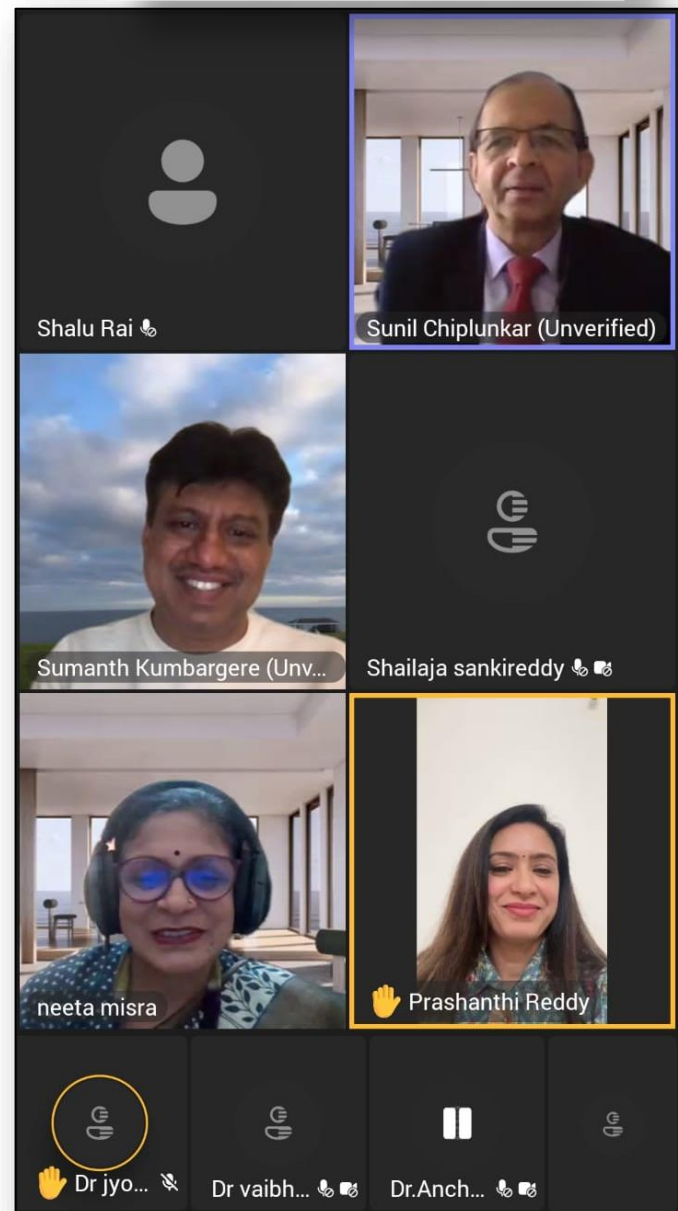 Shalu Rai
Sunil Chiplunkar (Unverified)
Sumanth Kumbargere (Unv...
Shailaja sankireddy
neeta misra
Prashanthi Reddy
Dr jyo...
Dr vaibh...
Dr.Anch...